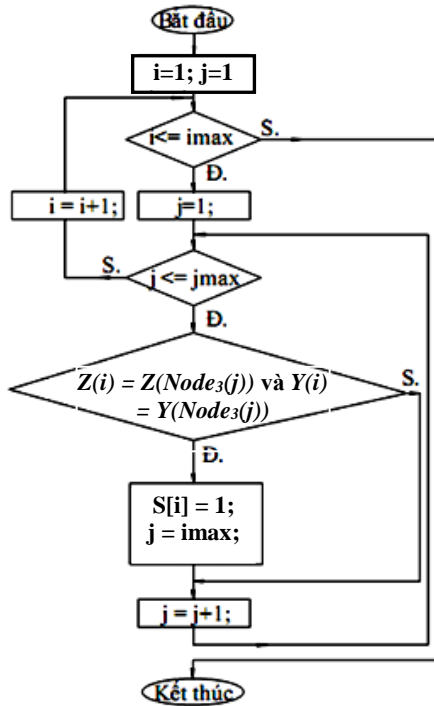 Bắt đầu
i=1; j=1
i<= imax
S.
Đ.
i = i+1;
j=1;
S.
j <= jmax
Đ.
Z(i) = Z(Node₃(j)) và Y(i)
= Y(Node₃(j))
S.
Đ.
S[i] = 1;
j = imax;
j = j+1;
Kết thúc